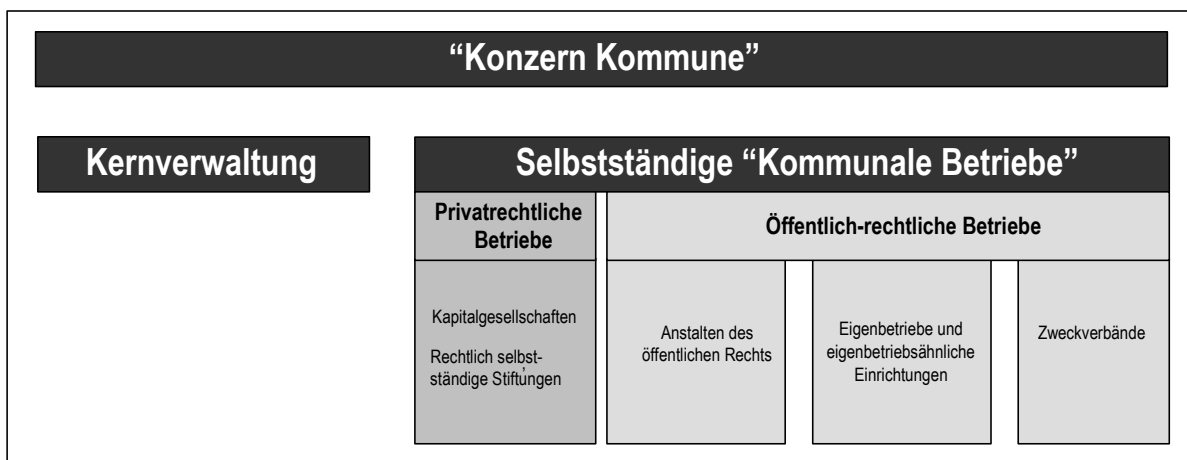 “Konzern Kommune”
Kernverwaltung
Selbstständige “Kommunale Betriebe”
Privatrechtliche
Betriebe
Öffentlich-rechtliche Betriebe
Kapitalgesellschaften
Rechtlich selbst-
ständige Stiftungen
Anstalten des
öffentlichen Rechts
Eigenbetriebe und
eigenbetriebsähnliche
Einrichtungen
Zweckverbände